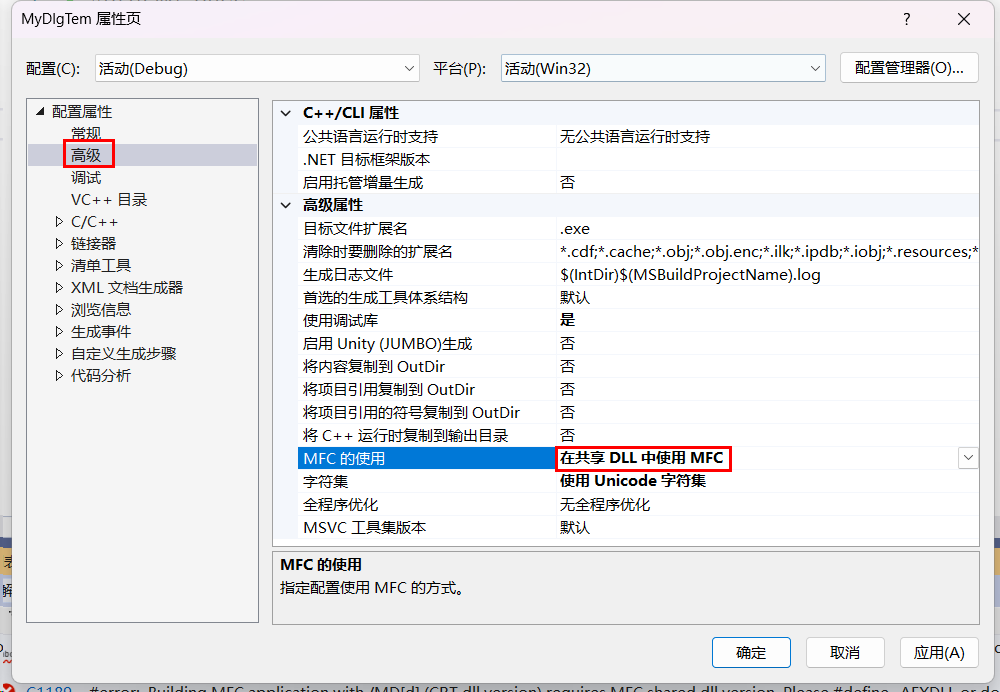 MyDlgTem 属性页
?
配置(C):
活动(Debug)
平台(P):
活动(Win32)
配置管理器(O)...
配置属性
常规
高级
调试
VC++ 目录
C/C++
链接器
清单工具
XML 文档生成器
浏览信息
生成事件
自定义生成步骤
代码分析
C++/CLI 属性
公共语言运行时支持 无公共语言运行时支持
.NET 目标框架版本
启用托管增量生成 否
高级属性
目标文件扩展名 .exe
清除时要删除的扩展名 *.cdf;*.cache;*.obj;*.obj.enc;*.ilk;*.ipdb;*.iobj;*.resources;*
生成日志文件 $(IntDir)$(MSBuildProjectName).log
首选的生成工具体系结构 默认
使用调试库 是
启用 Unity (JUMBO)生成 否
将内容复制到 OutDir 否
将项目引用复制到 OutDir 否
将项目引用的符号复制到 OutDir 否
将 C++ 运行时复制到输出目录 否
MFC 的使用 在共享 DLL 中使用 MFC
字符集 使用 Unicode 字符集
全程序优化 无全程序优化
MSVC 工具集版本 默认
MFC 的使用
指定配置使用 MFC 的方式。
确定
取消
应用(A)
C1189 #error: Building MFC application with /MD[d] (CRT dll version) requires MFC shared dll version. Please #define _AFXDLL or d